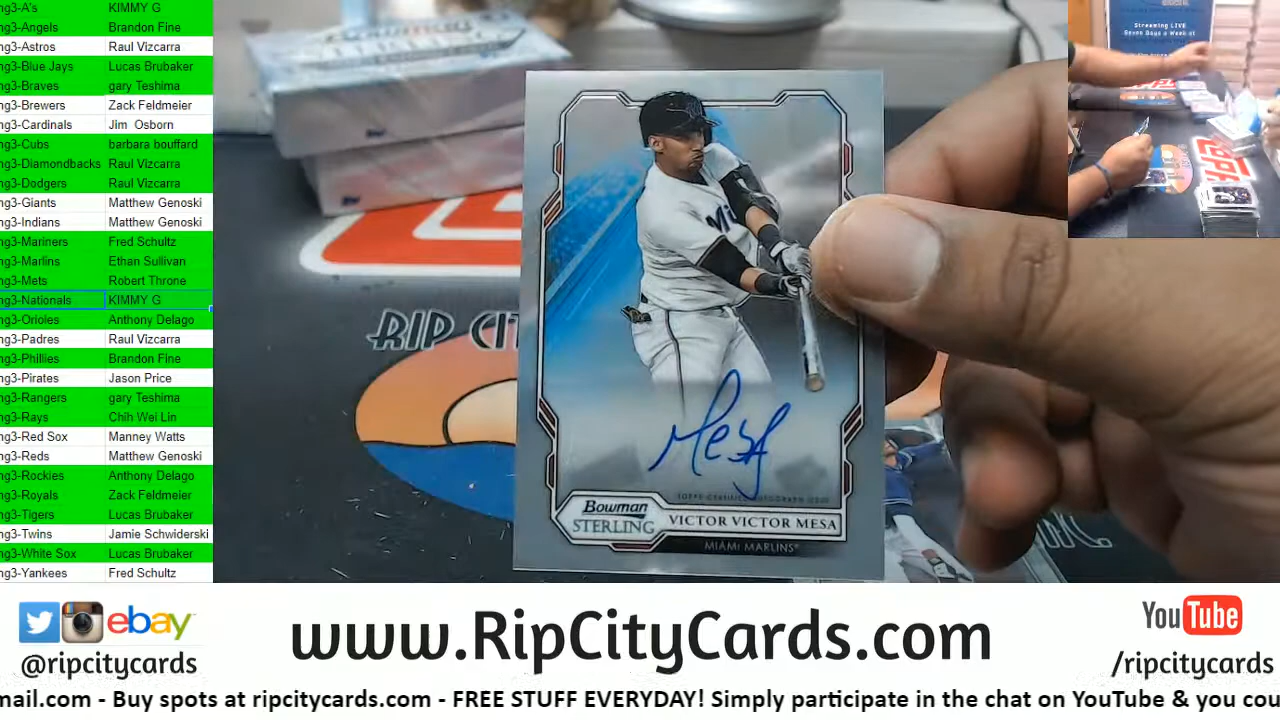 ng3-A's KIMMY G
ng3-Angels Brandon Fine
ng3-Astros Raul Vizcarra
ng3-Blue Jays Lucas Brubaker
ng3-Braves gary Teshima
ng3-Brewers Zack Feldmeier
ng3-Cardinals Jim Osborn
ng3-Cubs barbara bouffard
ng3-Diamondbacks Raul Vizcarra
ng3-Dodgers Raul Vizcarra
ng3-Giants Matthew Genoski
ng3-Indians Matthew Genoski
ng3-Mariners Fred Schultz
ng3-Marlins Ethan Sullivan
ng3-Mets Robert Throne
ng3-Nationals KIMMY G
ng3-Orioles Anthony Delago
ng3-Padres Raul Vizcarra
ng3-Phillies Brandon Fine
ng3-Pirates Jason Price
ng3-Rangers gary Teshima
ng3-Rays Chih Wei Lin
ng3-Red Sox Manney Watts
ng3-Reds Matthew Genoski
ng3-Rockies Anthony Delago
ng3-Royals Zack Feldmeier
ng3-Tigers Lucas Brubaker
ng3-Twins Jamie Schwiderski
ng3-White Sox Lucas Brubaker
ng3-Yankees Fred Schultz
RIP CI
Mesa
TOPPS CERTIFIED AUTOGRAPH ISSUE
Bowman
STERLING
VICTOR VICTOR MESA
MIAMI MARLINS
Streaming LIVE
Seven Days a Week at
ebay
@ripcitycards
www.RipCityCards.com
YouTube
/ripcitycards
mail.com - Buy spots at ripcitycards.com - FREE STUFF EVERYDAY! Simply participate in the chat on YouTube & you cou